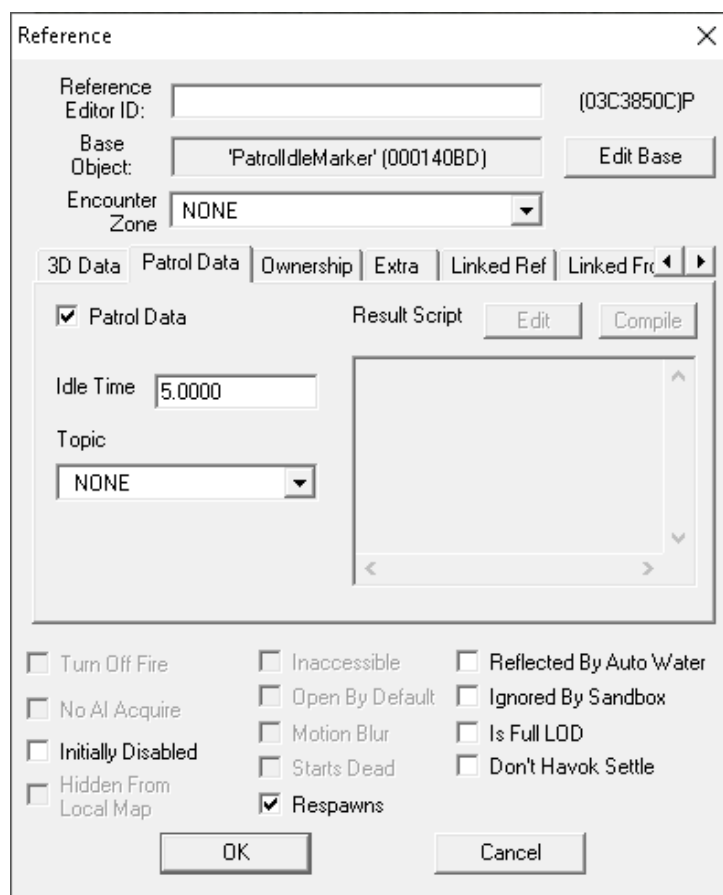 Reference
Reference
Editor ID:
(03C3850C)P
Base
Object:
'PatrolIdleMarker' (000140BD)
Edit Base
Encounter
Zone
NONE
3D Data
Patrol Data
Ownership
Extra
Linked Ref
Linked Fro
Patrol Data
Result Script
Edit
Compile
Idle Time
5.0000
Topic
NONE
Turn Off Fire
No AI Acquire
Initially Disabled
Hidden From
Local Map
Inaccessible
Open By Default
Motion Blur
Starts Dead
Respawns
Reflected By Auto Water
Ignored By Sandbox
Is Full LOD
Don't Havok Settle
OK
Cancel